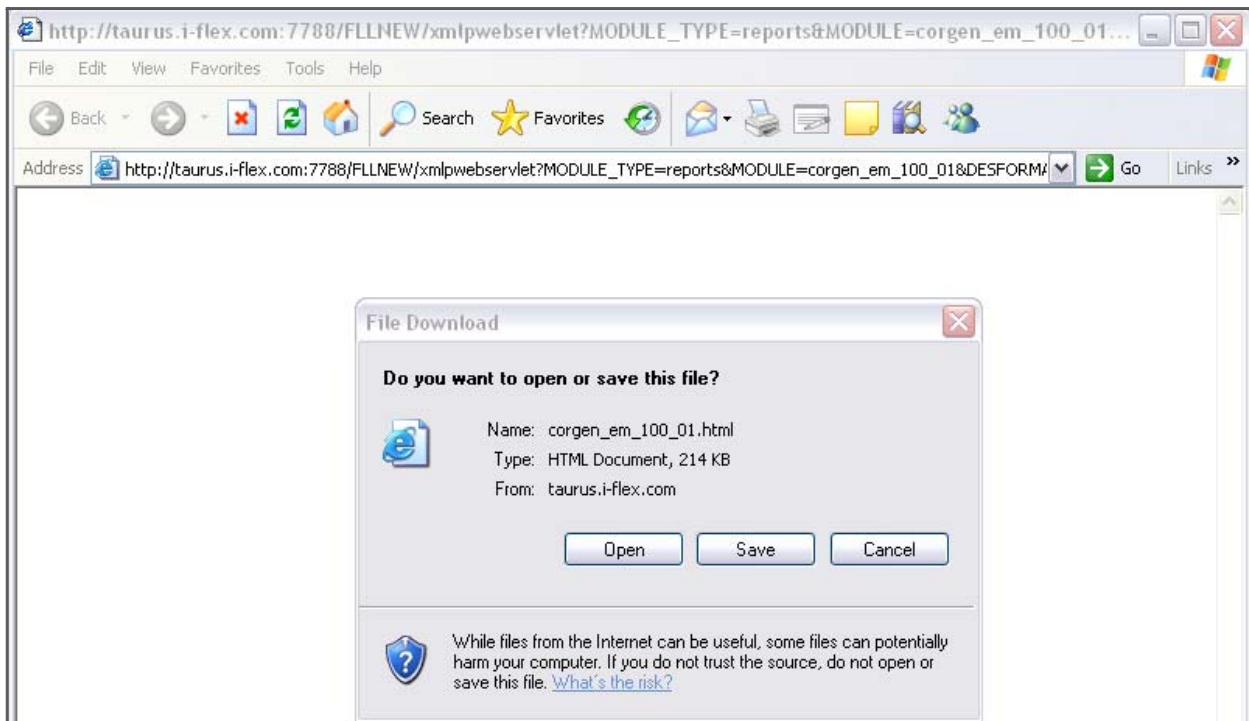 http://taurus.i-flex.com:7788/FLLNEW/xmlpwebservlet?MODULE_TYPE=reports&MODULE=corgen_em_100_01...
File Edit View Favorites Tools Help
Back Search Favorites
Address http://taurus.i-flex.com:7788/FLLNEW/xmlpwebservlet?MODULE_TYPE=reports&MODULE=corgen_em_100_01&DESFORM Go Links »
File Download
Do you want to open or save this file?
Name: corgen_em_100_01.html
Type: HTML Document, 214 KB
From: taurus.i-flex.com
Open Save Cancel
While files from the Internet can be useful, some files can potentially
harm your computer. If you do not trust the source, do not open or
save this file. What's the risk?